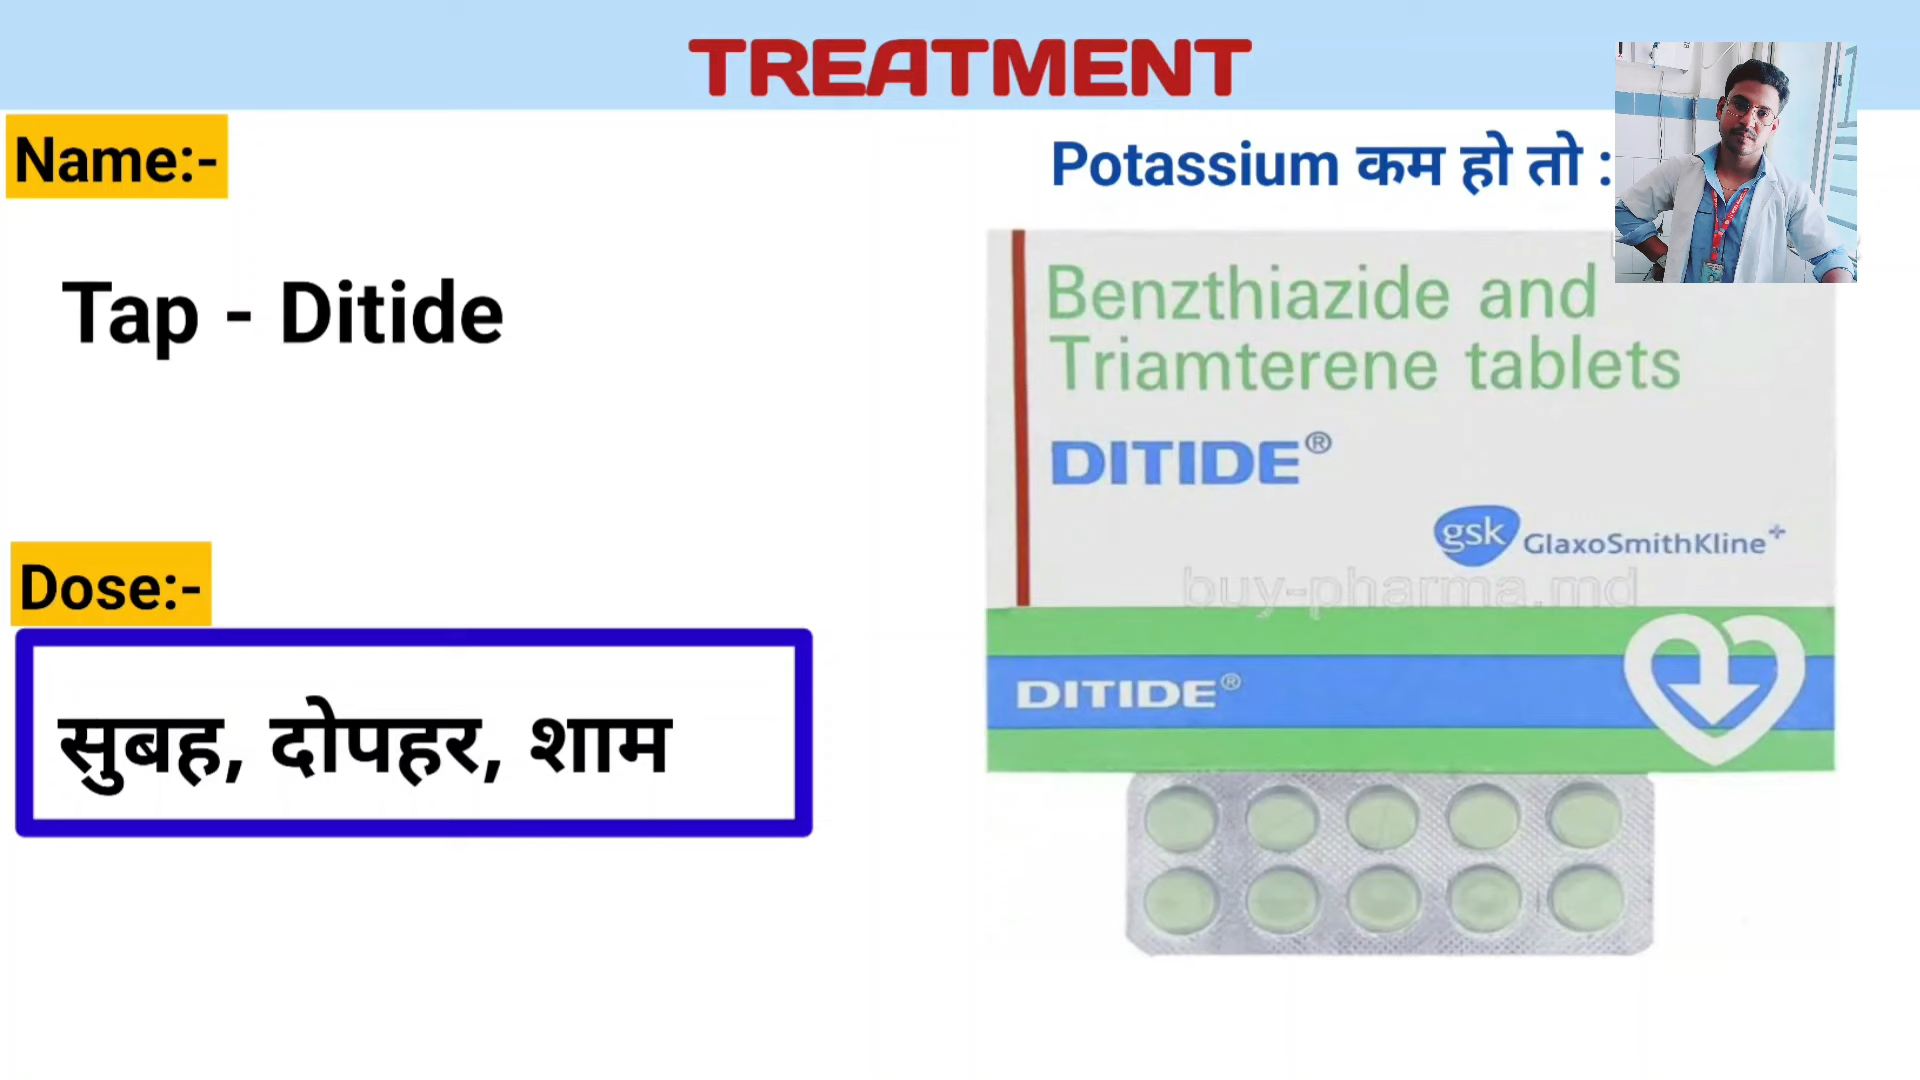 TREATMENT
Name:-
Tap - Ditide
Dose:-
सुबह, दोपहर, शाम
Potassium कम हो तो :
Benzthiazide and
Triamterene tablets
DITIDE®
gsk GlaxoSmithKline
buy-pharma.md
DITIDE®